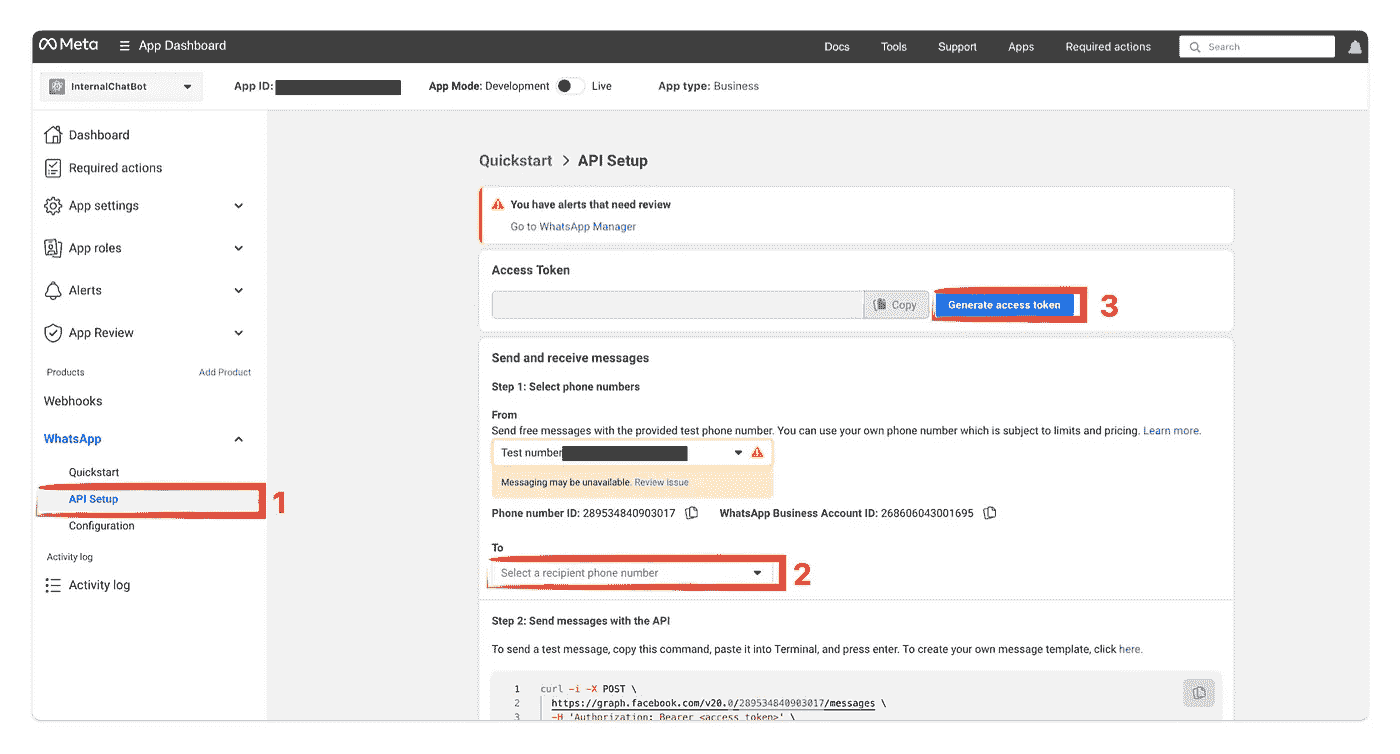 Meta App Dashboard Docs Tools Support Apps Required actions Search
InternalChatBot App ID: App Mode: Development Live App type: Business
Dashboard
Required actions
App settings
App roles
Alerts
App Review
Products Add Product
Webhooks
WhatsApp
Quickstart
API Setup 1
Configuration
Activity log
Activity log
Quickstart > API Setup
You have alerts that need review
Go to WhatsApp Manager
Access Token
Copy Generate access token 3
Send and receive messages
Step 1: Select phone numbers
From
Send free messages with the provided test phone number. You can use your own phone number which is subject to limits and pricing. Learn more.
Test number
Messaging may be unavailable. Review issue
Phone number ID: 289534840903017 WhatsApp Business Account ID: 268606043001695
To
Select a recipient phone number 2
Step 2: Send messages with the API
To send a test message, copy this command, paste it into Terminal, and press enter. To create your own message template, click here.
1 curl -i -X POST \
2 https://graph.facebook.com/v20.0/289534840903017/messages \
3 -H 'Authorization: Bearer <access token>' \